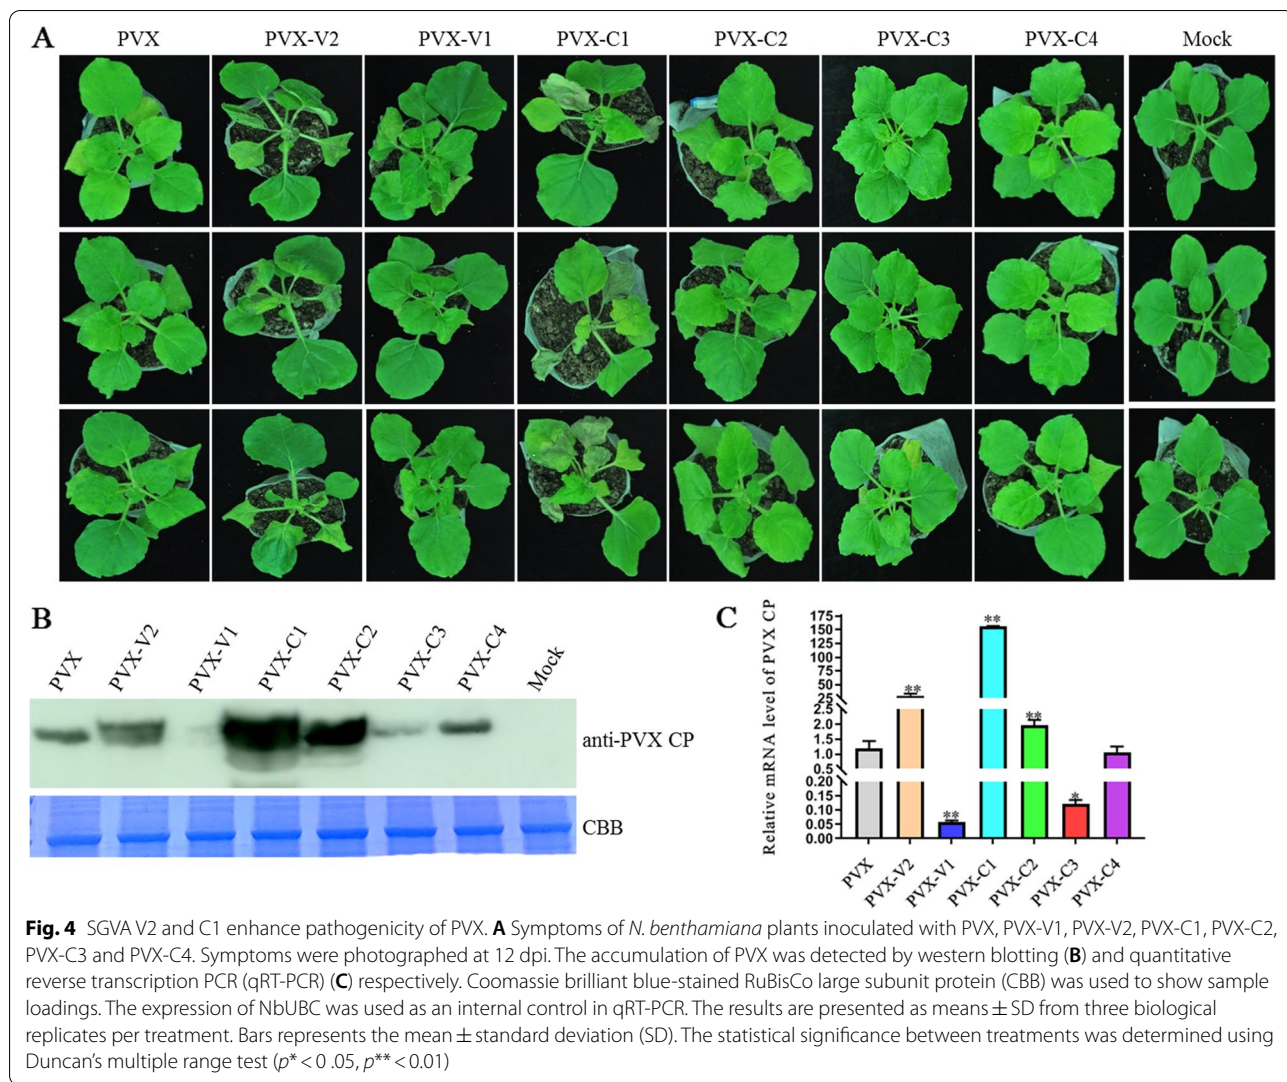 A
PVX PVX-V2 PVX-V1 PVX-C1 PVX-C2 PVX-C3 PVX-C4 Mock
B
PVX PVX-V2 PVX-V1 PVX-C1 PVX-C2 PVX-C3 PVX-C4 Mock
anti-PVX CP
CBB
C
Relative mRNA level of PVX CP
175
150
125
100
75
50
25
2.5
2.0
1.5
1.0
0.5
0.20
0.15
0.10
0.05
0.00
** ** ** ** *
PVX PVX-V2 PVX-V1 PVX-C1 PVX-C2 PVX-C3 PVX-C4
Fig. 4 SGVA V2 and C1 enhance pathogenicity of PVX. A Symptoms of N. benthamiana plants inoculated with PVX, PVX-V1, PVX-V2, PVX-C1, PVX-C2,
PVX-C3 and PVX-C4. Symptoms were photographed at 12 dpi. The accumulation of PVX was detected by western blotting (B) and quantitative
reverse transcription PCR (qRT-PCR) (C) respectively. Coomassie brilliant blue-stained RuBisCo large subunit protein (CBB) was used to show sample
loadings. The expression of NbUBC was used as an internal control in qRT-PCR. The results are presented as means ± SD from three biological
replicates per treatment. Bars represents the mean ± standard deviation (SD). The statistical significance between treatments was determined using
Duncan's multiple range test (p* < 0 .05, p** < 0.01)